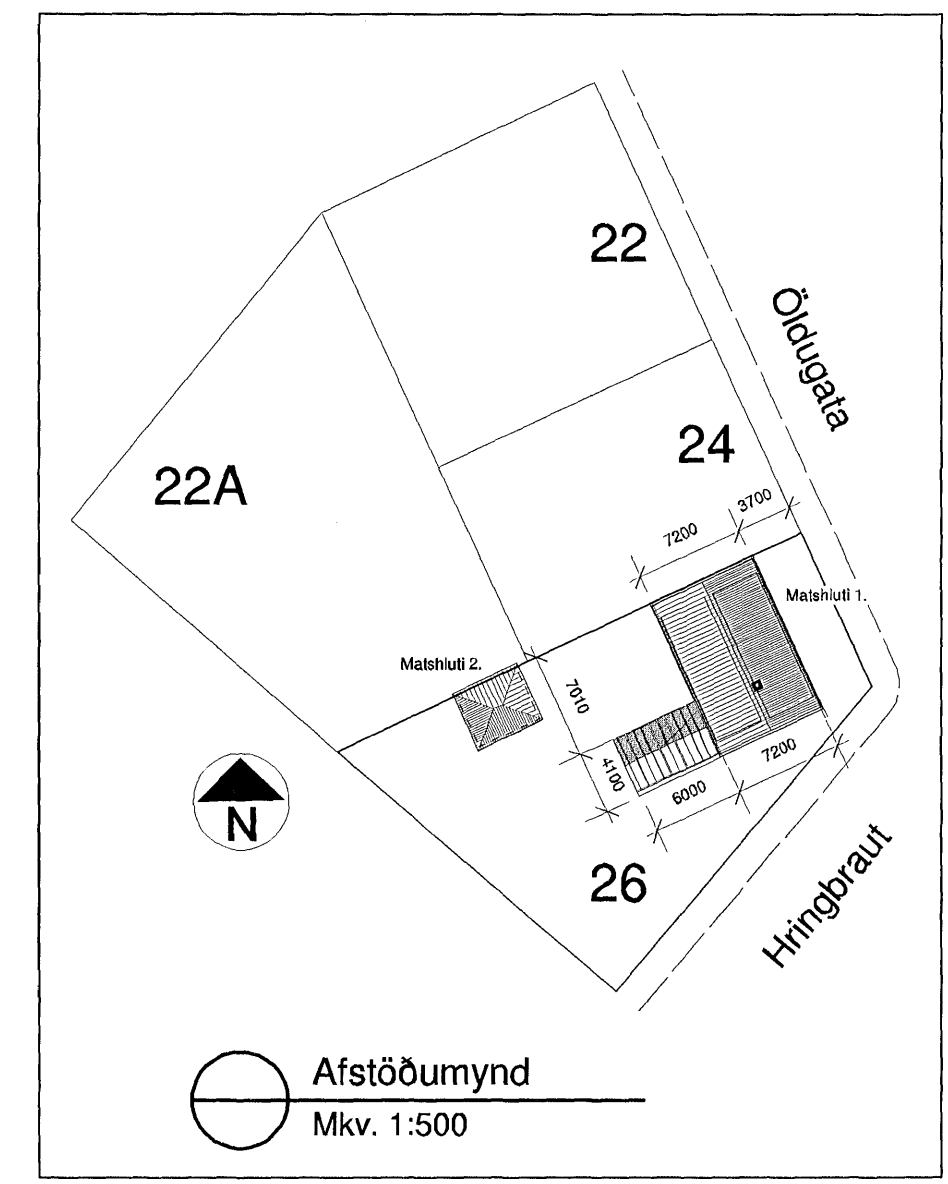 22
Öldugata
24
22A
3700
7200
Matshluti 1.
Matshluti 2.
7010
7200
4100
6000
N
26
Hringbraut
Afstöðumynd
Mkv. 1:500